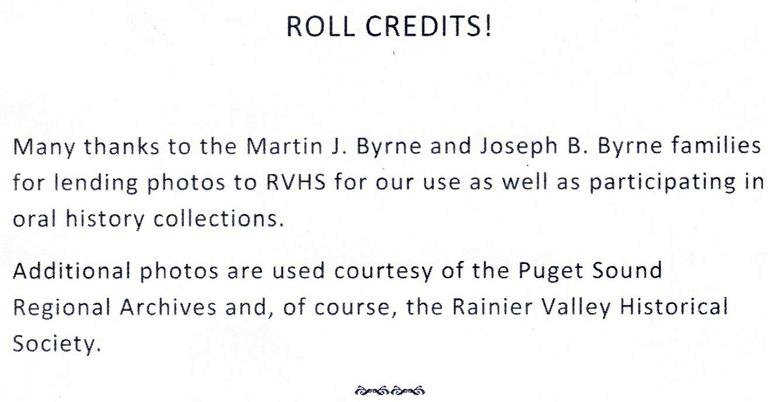 ROLL CREDITS!
Many thanks to the Martin J. Byrne and Joseph B. Byrne families
for lending photos to RVHS for our use as well as participating in
oral history collections.
Additional photos are used courtesy of the Puget Sound
Regional Archives and, of course, the Rainier Valley Historical
Society.